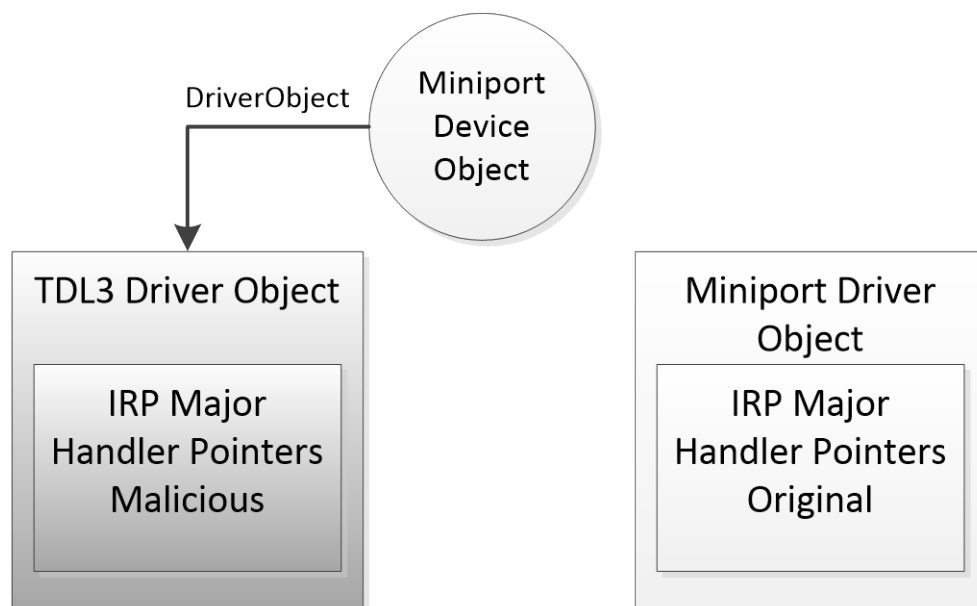 Miniport
Device
Object
DriverObject
TDL3 Driver Object
IRP Major
Handler Pointers
Malicious
Miniport Driver
Object
IRP Major
Handler Pointers
Original